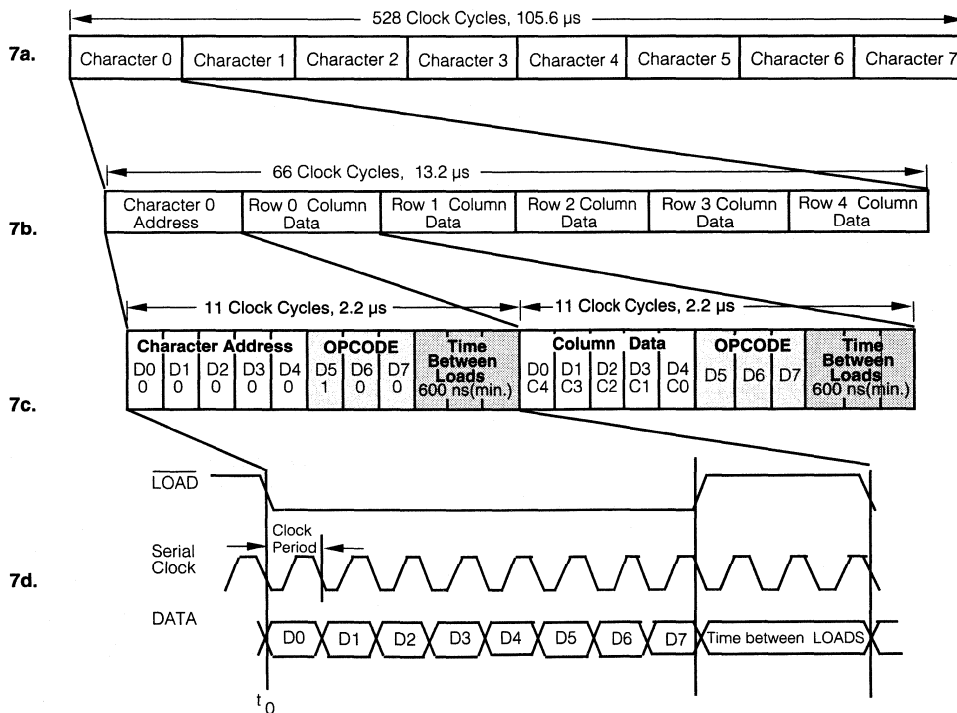 528 Clock Cycles, 105.6 µs
7a.
Character 0 Character 1 Character 2 Character 3 Character 4 Character 5 Character 6 Character 7
66 Clock Cycles, 13.2 µs
7b.
Character 0 Address
Row 0 Column Data
Row 1 Column Data
Row 2 Column Data
Row 3 Column Data
Row 4 Column Data
11 Clock Cycles, 2.2 µs
11 Clock Cycles, 2.2 µs
7c.
Character Address
D0 D1 D2 D3 D4
0 0 0 0 0
OPCODE
D5 D6 D7
1 0 0
Time
Between
Loads
600 ns(min.)
Column Data
D0 D1 D2 D3 D4
C4 C3 C2 C1 C0
OPCODE
D5 D6 D7
Time
Between
Loads
600 ns(min.)
7d.
LOAD
Clock
Period
Serial
Clock
DATA
D0 D1 D2 D3 D4 D5 D6 D7 Time between LOADS
t0